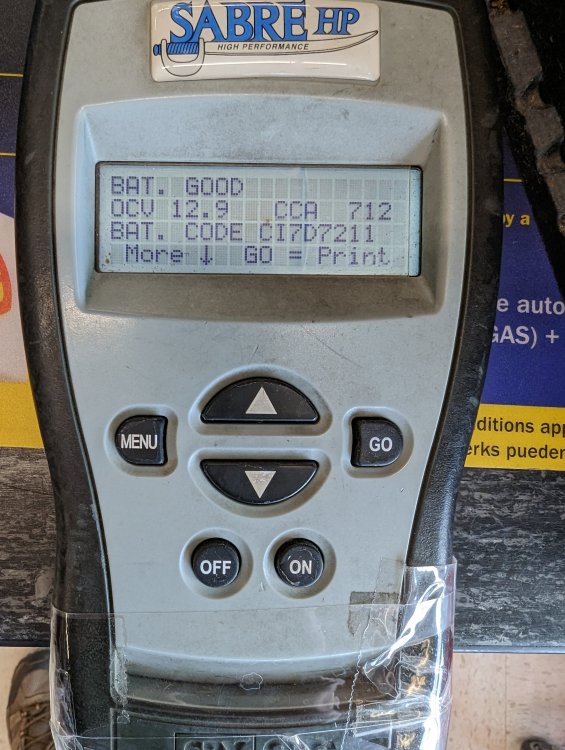 SABRE HP
HIGH PERFORMANCE
BAT. GOOD
OCV 12.9 CCA 712
BAT. CODE CI7D7211
More ↓ GO = Print
MENU
GO
OFF
ON
by a
e auto
GAS) +
ditions app
erks pueden